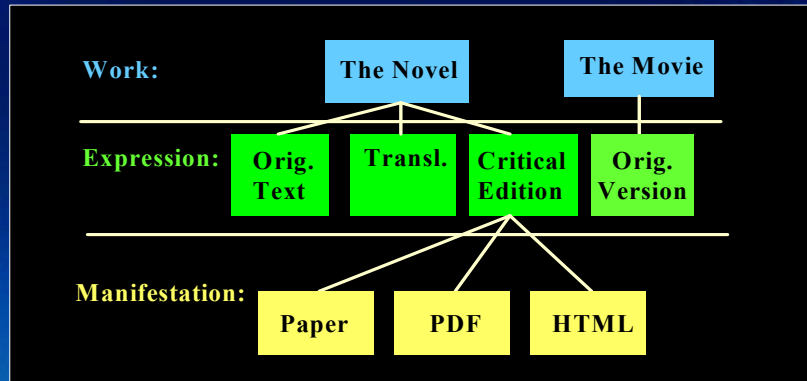 Work:
The Novel
The Movie
Expression:
Orig.
Text
Transl.
Critical
Edition
Orig.
Version
Manifestation:
Paper
PDF
HTML